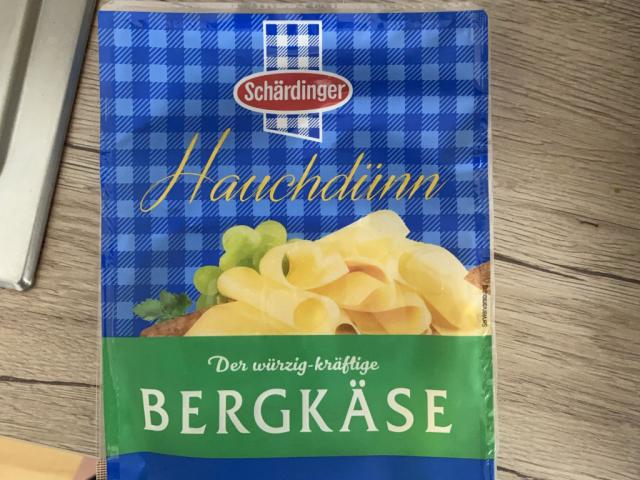 Schärdinger
Hauchdünn
Der würzig-kräftige
BERGKÄSE